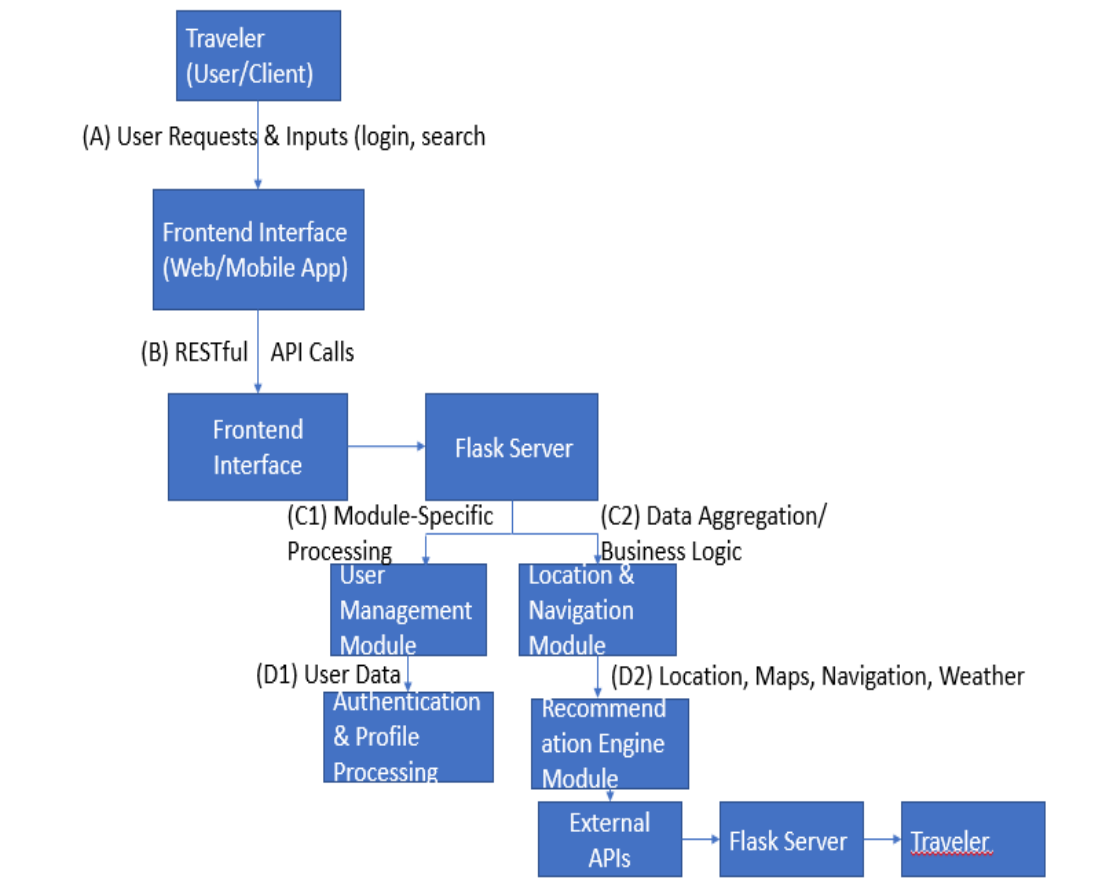 Traveler
(User/Client)
(A) User Requests & Inputs (login, search
Frontend Interface
(Web/Mobile App)
(B) RESTful API Calls
Frontend
Interface
Flask Server
(C1) Module-Specific
Processing
(C2) Data Aggregation/
Business Logic
User
Management
Module
Location &
Navigation
Module
(D1) User Data
(D2) Location, Maps, Navigation, Weather
Authentication
& Profile
Processing
Recommend
ation Engine
Module
External
APIs
Flask Server
Traveler